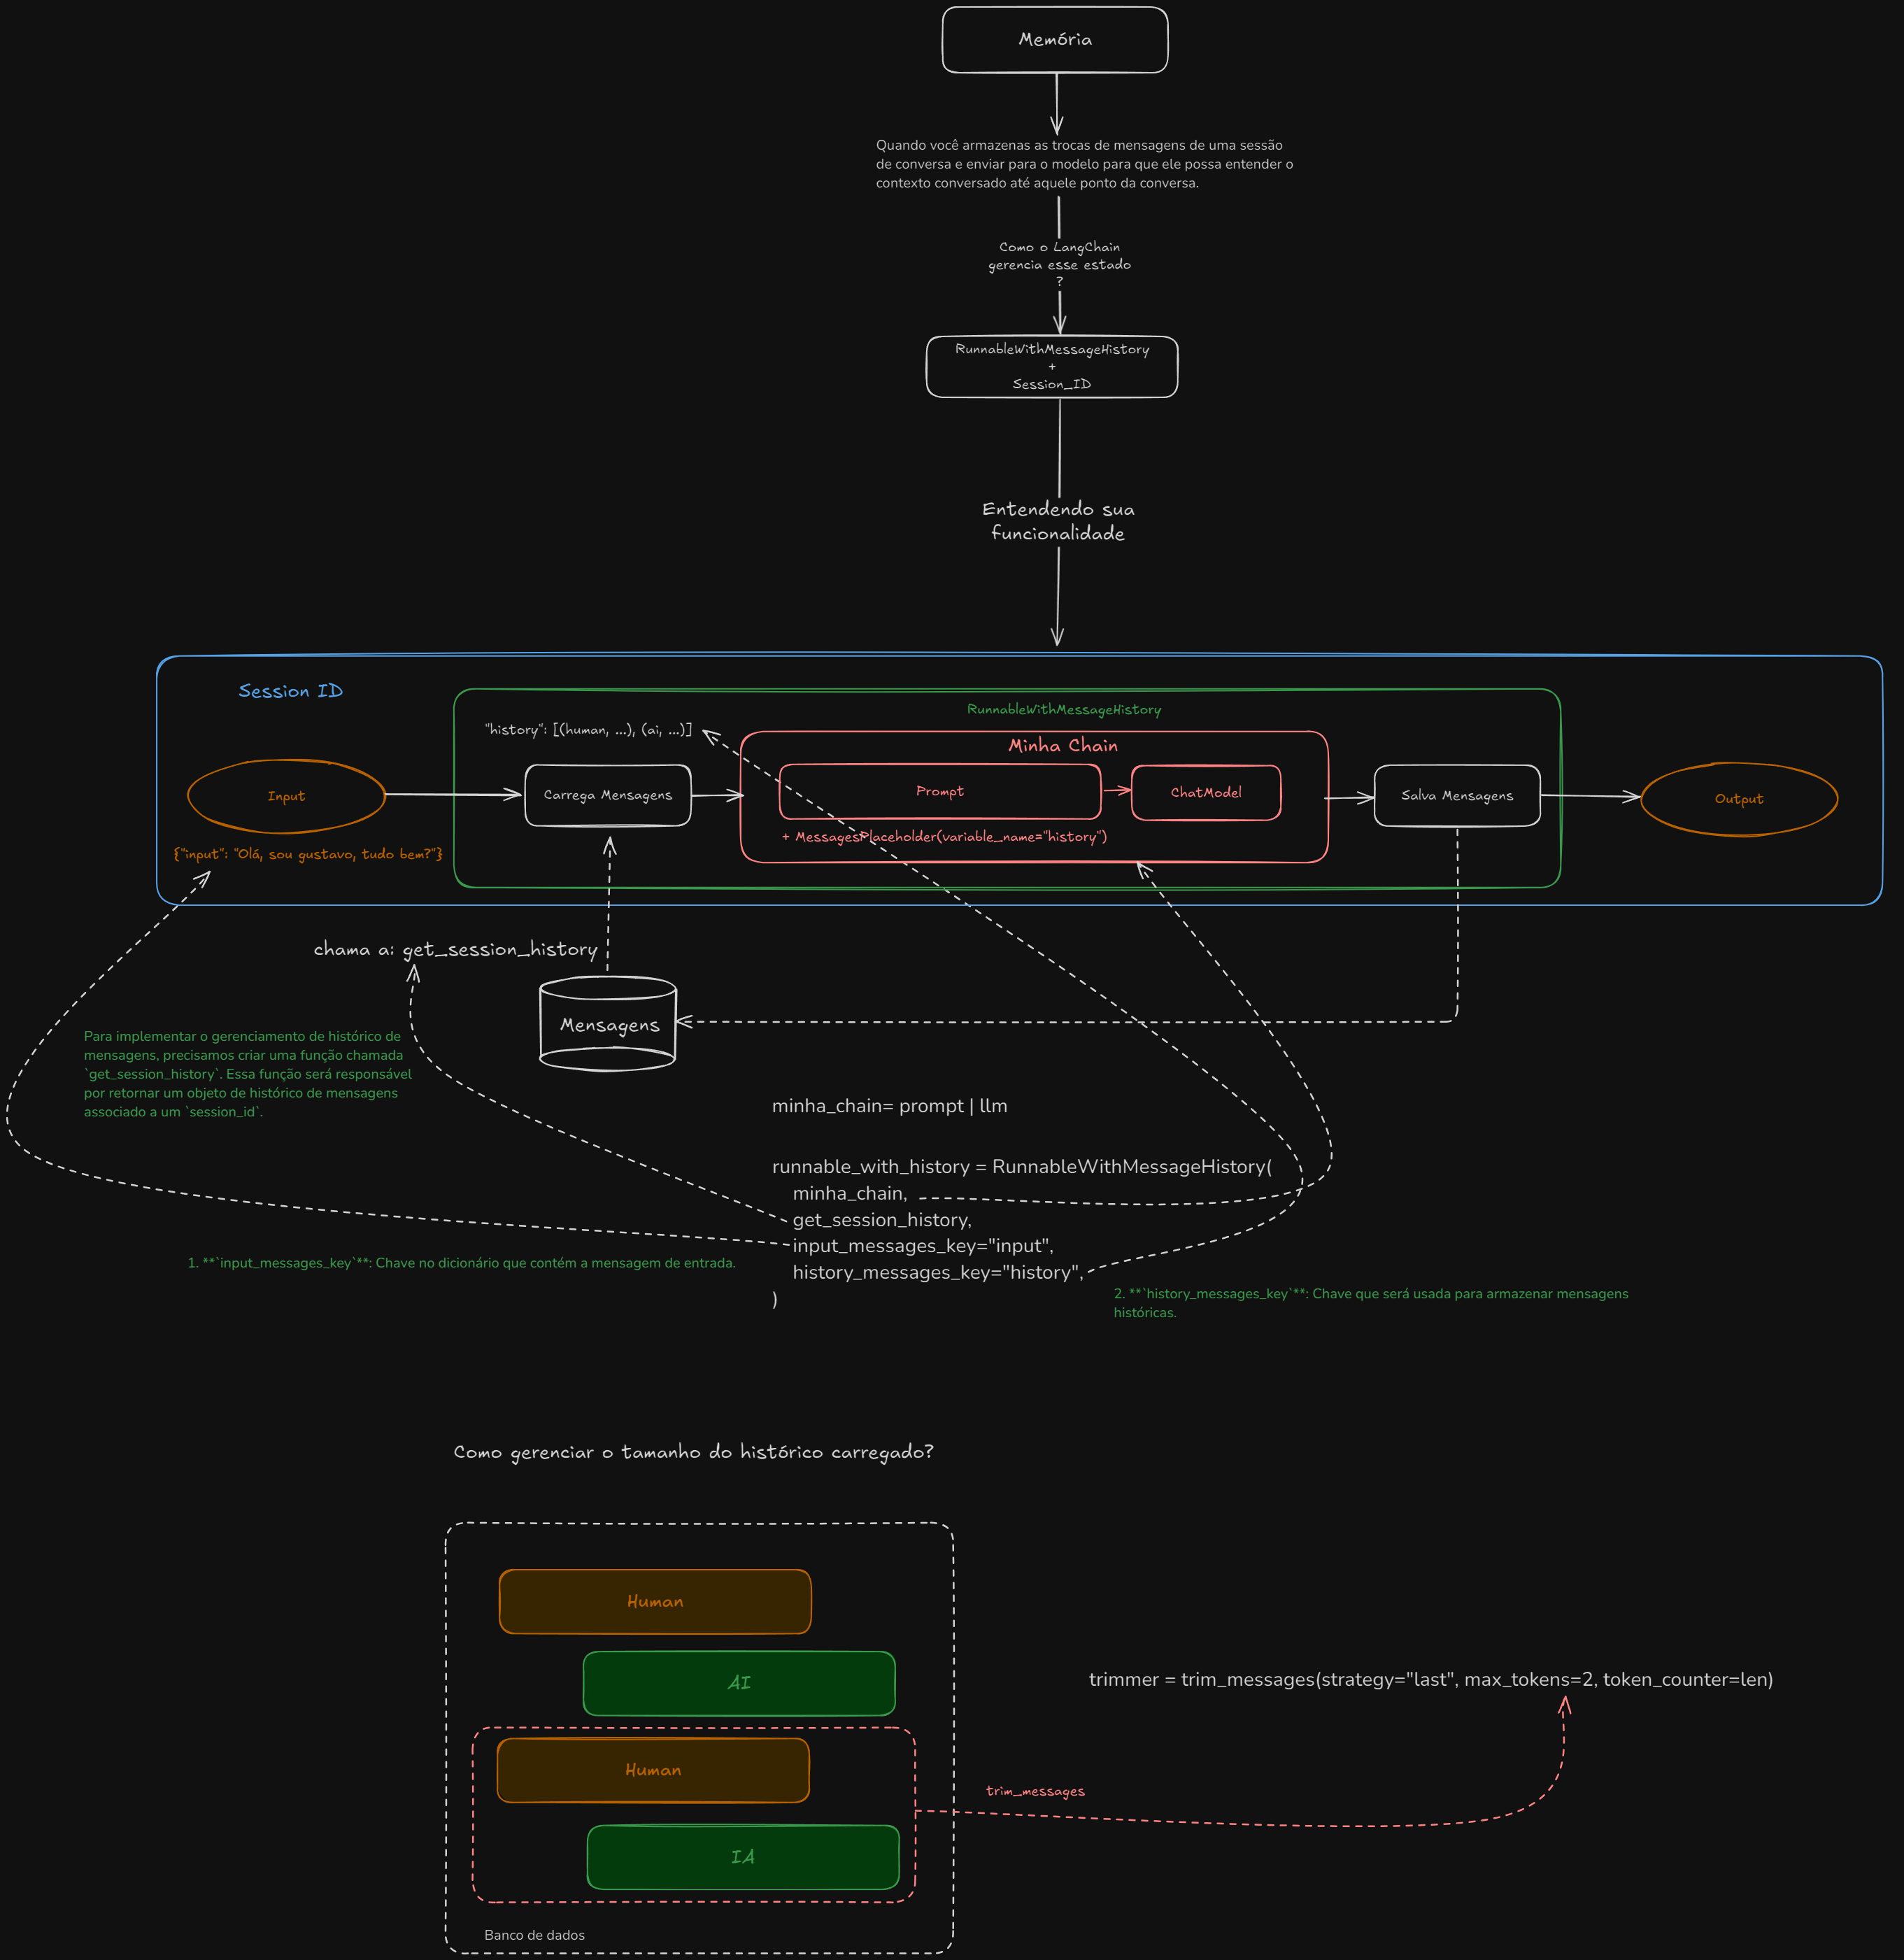 Memória
Quando você armazenas as trocas de mensagens de uma sessão
de conversa e enviar para o modelo para que ele possa entender o
contexto conversado até aquele ponto da conversa.
Como o LangChain
gerencia esse estado
?
RunnableWithMessageHistory
+
Session_ID
Entendendo sua
funcionalidade
Session ID
RunnableWithMessageHistory
"history": [(human, ...), (ai, ...)]
Minha Chain
Input
Carrega Mensagens
Prompt
ChatModel
Salva Mensagens
Output
+ MessagesPlaceholder(variable_name="history")
{"input": "Olá, sou gustavo, tudo bem?"}
chama a: get_session_history
Mensagens
Para implementar o gerenciamento de histórico de
mensagens, precisamos criar uma função chamada
`get_session_history`. Essa função será responsável
por retornar um objeto de histórico de mensagens
associado a um `session_id`.
minha_chain= prompt | llm
runnable_with_history = RunnableWithMessageHistory(
minha_chain,
get_session_history,
input_messages_key="input",
history_messages_key="history",
)
1. **`input_messages_key`**: Chave no dicionário que contém a mensagem de entrada.
2. **`history_messages_key`**: Chave que será usada para armazenar mensagens
históricas.
Como gerenciar o tamanho do histórico carregado?
Human
AI
Human
IA
Banco de dados
trim_messages
trimmer = trim_messages(strategy="last", max_tokens=2, token_counter=len)